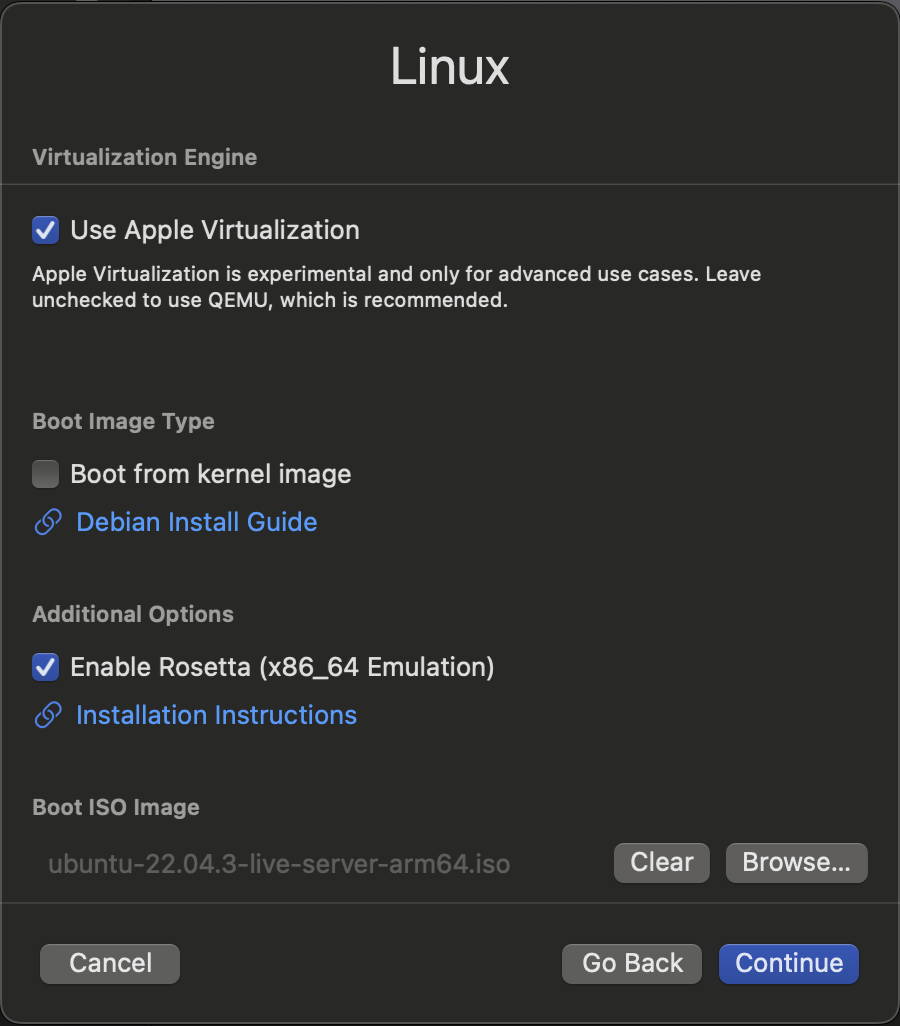 Linux
Virtualization Engine
Use Apple Virtualization
Apple Virtualization is experimental and only for advanced use cases. Leave
unchecked to use QEMU, which is recommended.
Boot Image Type
Boot from kernel image
Debian Install Guide
Additional Options
Enable Rosetta (x86_64 Emulation)
Installation Instructions
Boot ISO Image
ubuntu-22.04.3-live-server-arm64.iso Clear Browse...
Cancel Go Back Continue